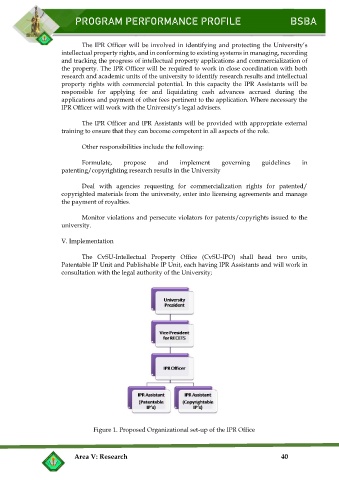 PROGRAM PERFORMANCE PROFILE BSBA
The IPR Officer will be involved in identifying and protecting the University's
intellectual property rights, and in conforming to existing systems in managing, recording
and tracking the progress of intellectual property applications and commercialization of
the property. The IPR Officer will be required to work in close coordination with both
research and academic units of the university to identify research results and intellectual
property rights with commercial potential. In this capacity the IPR Assistants will be
responsible for applying for and liquidating cash advances accrued during the
applications and payment of other fees pertinent to the application. Where necessary the
IPR Officer will work with the University's legal advisers.
The IPR Officer and IPR Assistants will be provided with appropriate external
training to ensure that they can become competent in all aspects of the role.
Other responsibilities include the following:
Formulate, propose and implement governing guidelines in
patenting/copyrighting research results in the University
Deal with agencies requesting for commercialization rights for patented/
copyrighted materials from the university, enter into licensing agreements and manage
the payment of royalties.
Monitor violations and persecute violators for patents/copyrights issued to the
university.
V. Implementation
The CvSU-Intellectual Property Office (CvSU-IPO) shall head two units,
Patentable IP Unit and Publishable IP Unit, each having IPR Assistants and will work in
consultation with the legal authority of the University;
University
President
Vice President
for RECETS
IPR Officer
IPR Assistant
(Patentable
IP's)
IPR Assistant
(Copyrightable
IP's)
Figure 1. Proposed Organizational set-up of the IPR Office
Area V: Research 40